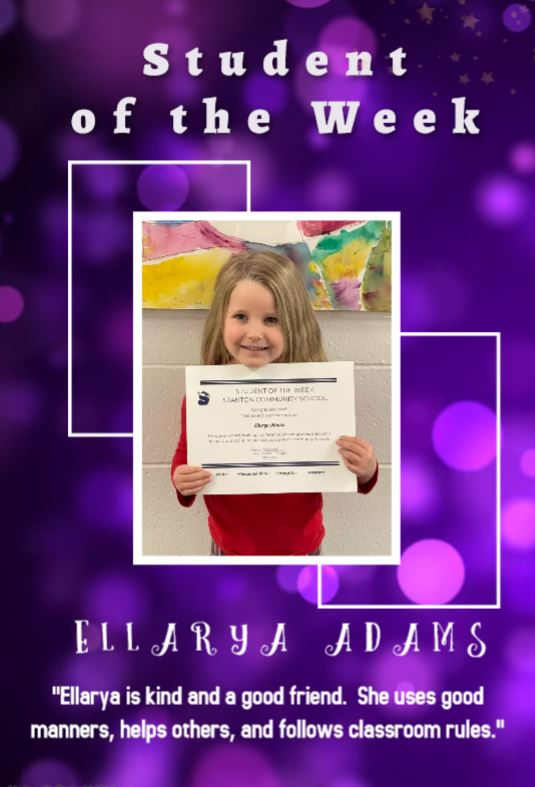 Student
of the Week
STUDENT OF THE WEEK
STANTON COMMUNITY SCHOOL
ELLARYA ADAMS
"Ellarya is kind and a good friend. She uses good
manners, helps others, and follows classroom rules."